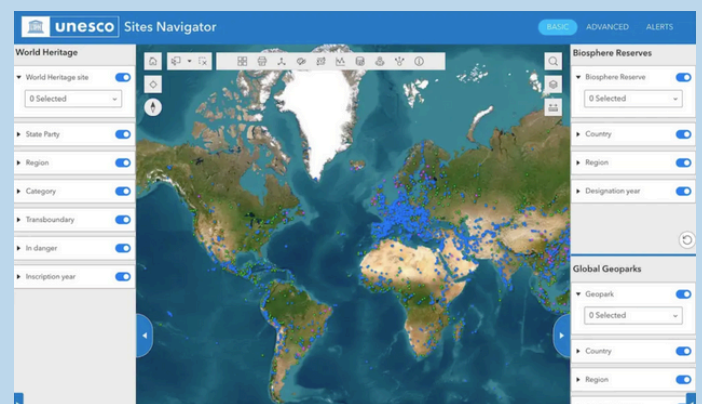 unesco Sites Navigator
BASIC ADVANCED ALERTS
World Heritage
World Heritage site
0 Selected
State Party
Region
Category
Transboundary
In danger
Inscription year
Biosphere Reserves
Biosphere Reserve
0 Selected
Country
Region
Designation year
Global Geoparks
Geopark
0 Selected
Country
Region